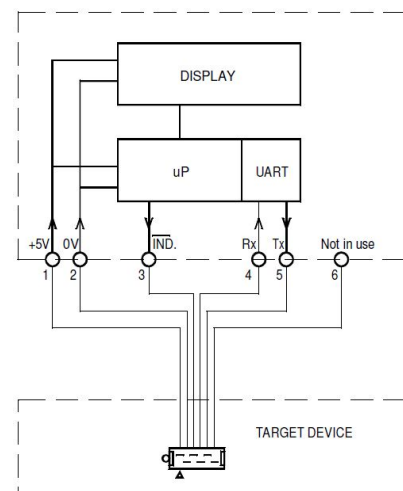 DISPLAY
uP UART
+5V 0V IND. Rx Tx Not in use
1 2 3 4 5 6
TARGET DEVICE